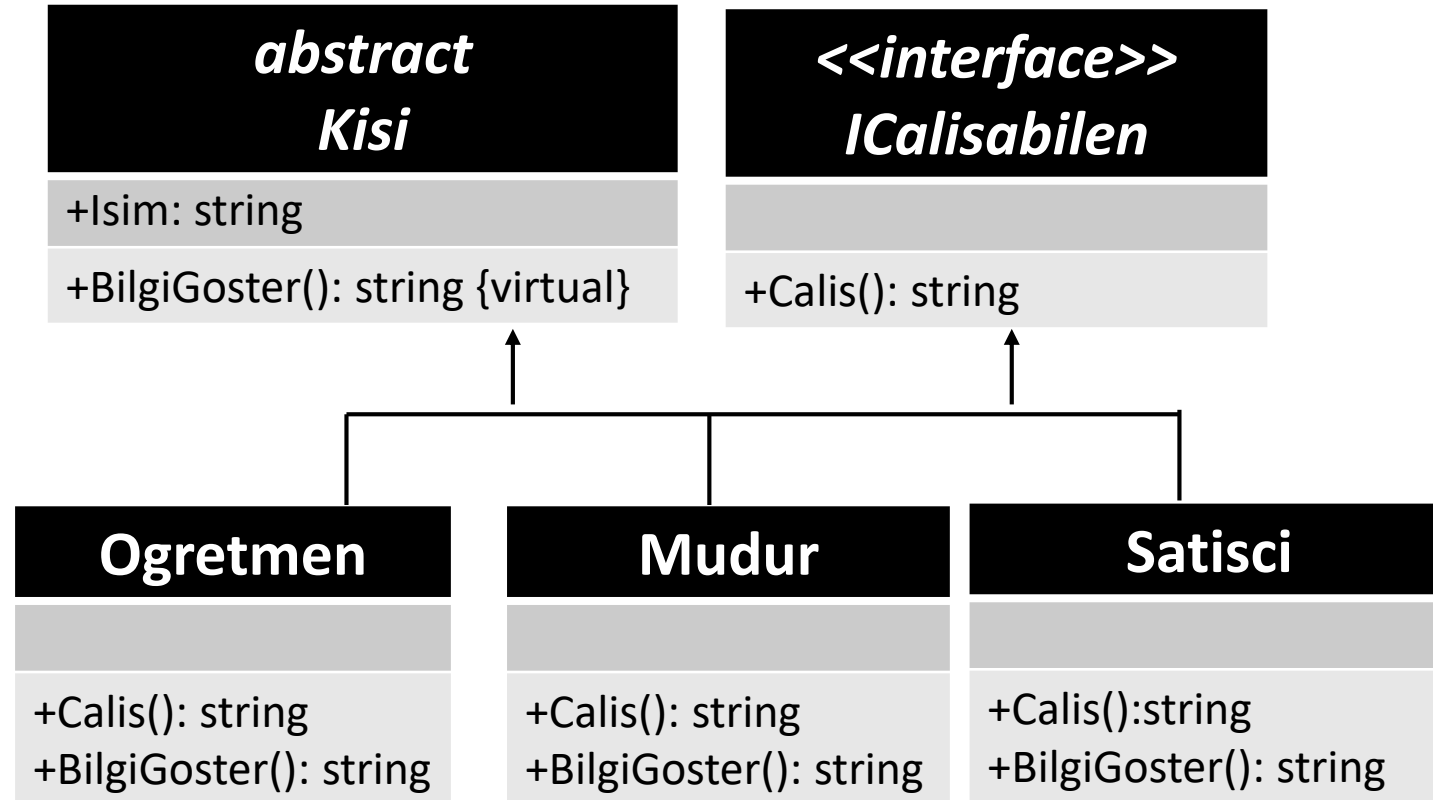 abstract
Kisi
+Isim: string
+BilgiGoster(): string {virtual}
<<interface>>
ICalisabilen
+Calis(): string
Ogretmen
+Calis(): string
+BilgiGoster(): string
Mudur
+Calis(): string
+BilgiGoster(): string
Satisci
+Calis():string
+BilgiGoster(): string